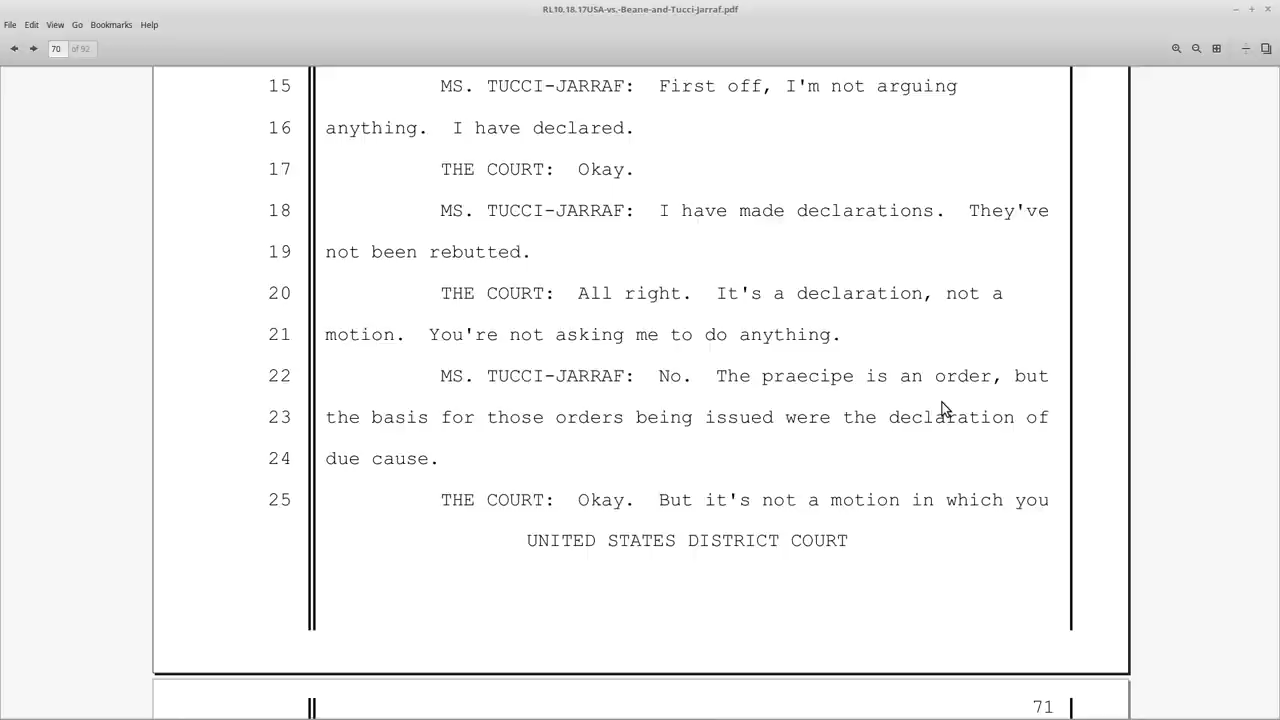 RL10.18.17USA-vs.-Beane-and-Tucci-Jarraf.pdf
File Edit View Go Bookmarks Help
70 of 92
15 MS. TUCCI-JARRAF: First off, I'm not arguing
16 anything. I have declared.
17 THE COURT: Okay.
18 MS. TUCCI-JARRAF: I have made declarations. They've
19 not been rebutted.
20 THE COURT: All right. It's a declaration, not a
21 motion. You're not asking me to do anything.
22 MS. TUCCI-JARRAF: No. The praecipe is an order, but
23 the basis for those orders being issued were the declaration of
24 due cause.
25 THE COURT: Okay. But it's not a motion in which you
UNITED STATES DISTRICT COURT
71